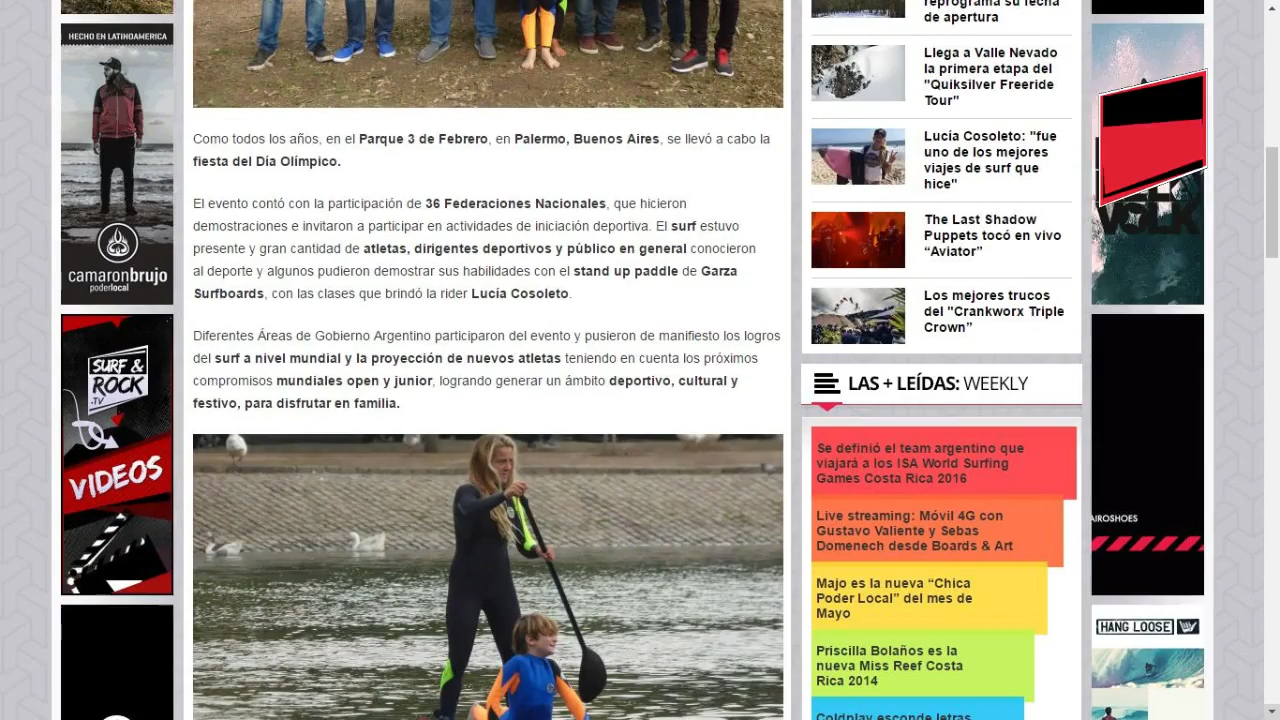 HECHO EN LATINOAMERICA
camaronbrujo
poderlocal
SURF &
ROCK
.TV
VIDEOS
Como todos los años, en el Parque 3 de Febrero, en Palermo, Buenos Aires, se llevó a cabo la
fiesta del Día Olímpico.
El evento contó con la participación de 36 Federaciones Nacionales, que hicieron
demostraciones e invitaron a participar en actividades de iniciación deportiva. El surf estuvo
presente y gran cantidad de atletas, dirigentes deportivos y público en general conocieron
al deporte y algunos pudieron demostrar sus habilidades con el stand up paddle de Garza
Surfboards, con las clases que brindó la rider Lucía Cosoleto.
Diferentes Áreas de Gobierno Argentino participaron del evento y pusieron de manifiesto los logros
del surf a nivel mundial y la proyección de nuevos atletas teniendo en cuenta los próximos
compromisos mundiales open y junior, logrando generar un ámbito deportivo, cultural y
festivo, para disfrutar en familia.
reprograma su fecha
de apertura
Llega a Valle Nevado
la primera etapa del
"Quiksilver Freeride
Tour"
Lucía Cosoleto: "fue
uno de los mejores
viajes de surf que
hice"
The Last Shadow
Puppets tocó en vivo
“Aviator”
Los mejores trucos
del "Crankworx Triple
Crown”
LAS + LEÍDAS: WEEKLY
Se definió el team argentino que
viajará a los ISA World Surfing
Games Costa Rica 2016
Live streaming: Móvil 4G con
Gustavo Valiente y Sebas
Domenech desde Boards & Art
Majo es la nueva “Chica
Poder Local” del mes de
Mayo
Priscilla Bolaños es la
nueva Miss Reef Costa
Rica 2014
Coldplay esconde letras
VOLK
AIROSHOES
HANG LOOSE